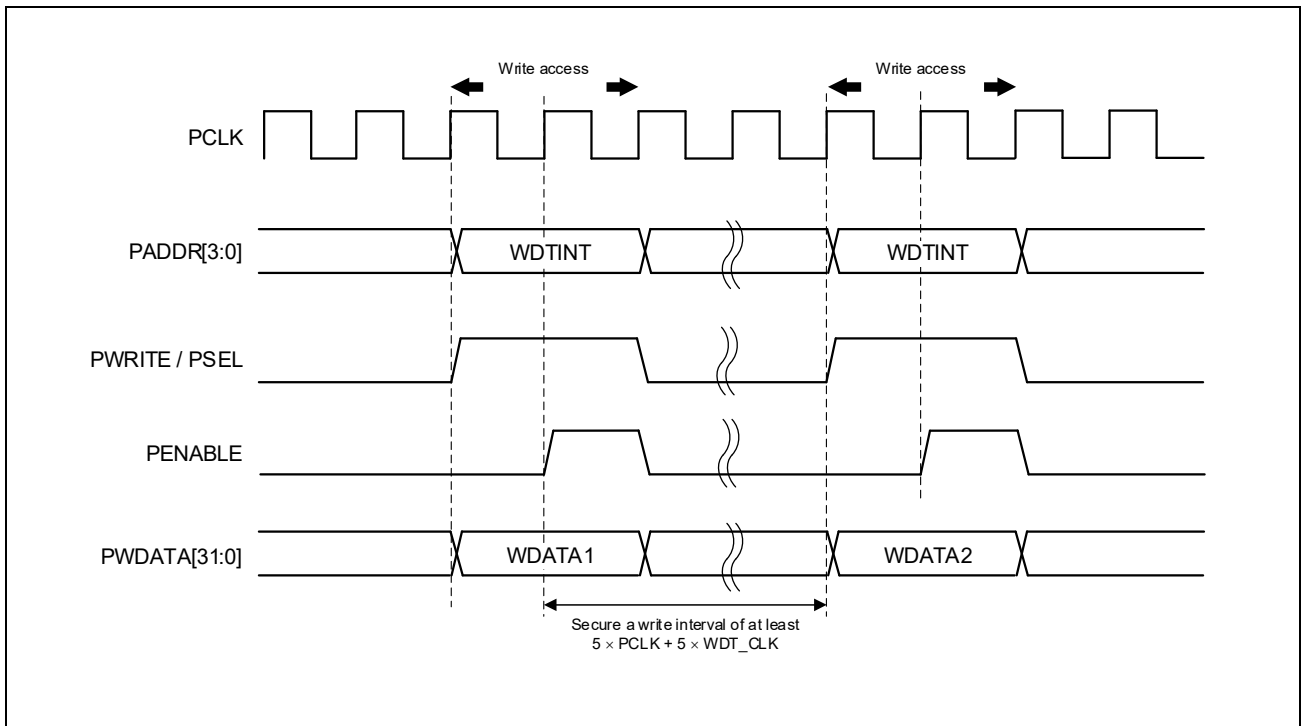 Write access
Write access
PCLK
PADDR[3:0]
WDTINT
WDTINT
PWRITE / PSEL
PENABLE
PWDATA[31:0]
WDATA1
WDATA2
Secure a write interval of at least
5 × PCLK + 5 × WDT_CLK